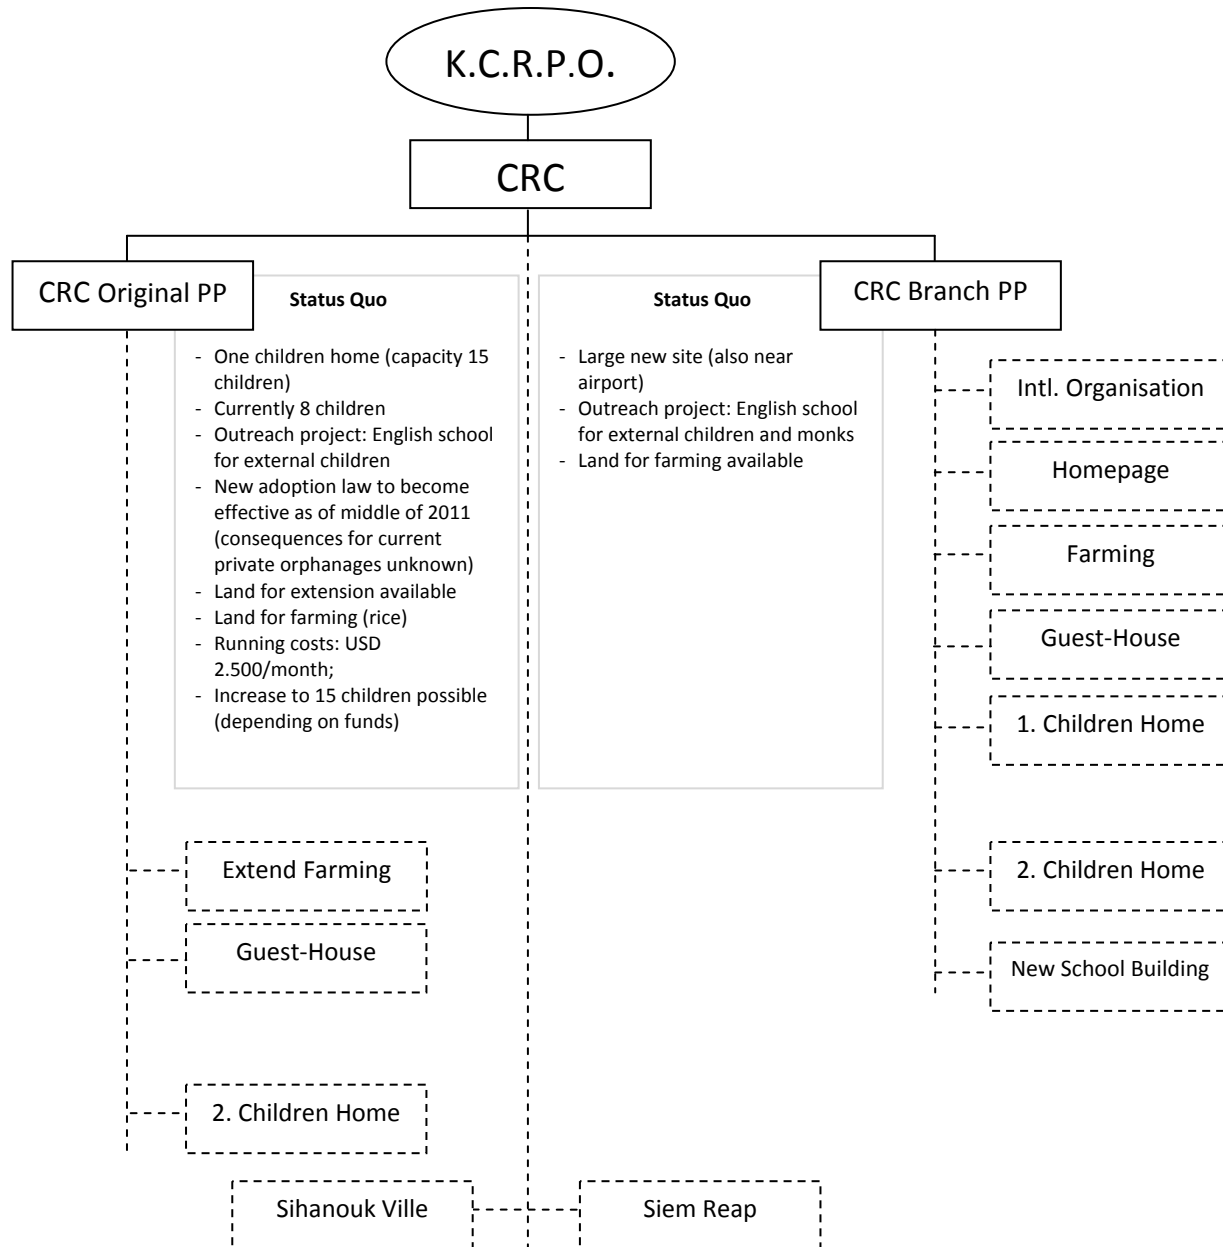 K.C.R.P.O.
CRC
CRC Original PP
Status Quo
- One children home (capacity 15
children)
- Currently 8 children
- Outreach project: English school
for external children
- New adoption law to become
effective as of middle of 2011
(consequences for current
private orphanages unknown)
- Land for extension available
- Land for farming (rice)
- Running costs: USD
2.500/month;
- Increase to 15 children possible
(depending on funds)
Status Quo
- Large new site (also near
airport)
- Outreach project: English school
for external children and monks
- Land for farming available
CRC Branch PP
Intl. Organisation
Homepage
Farming
Guest-House
1. Children Home
2. Children Home
New School Building
Extend Farming
Guest-House
2. Children Home
Sihanouk Ville
Siem Reap